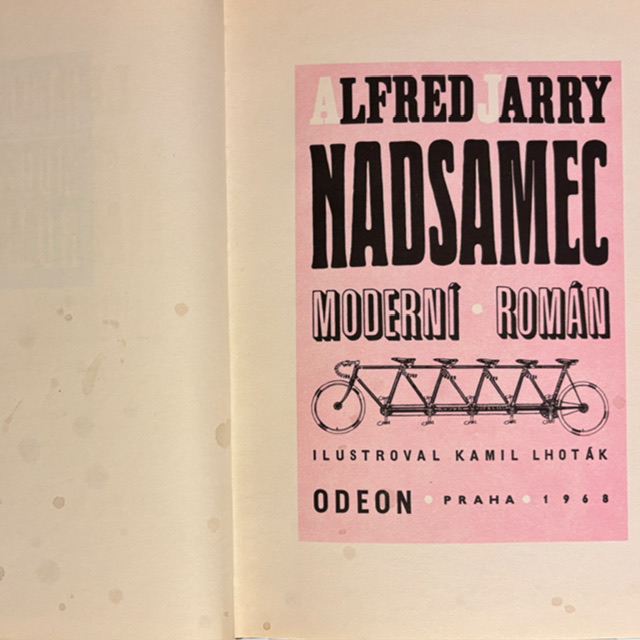 ALFRED JARRY
NADSAMEC
MODERNÍ • ROMÁN
ILUSTROVAL KAMIL LHOTÁK
ODEON • PRAHA • 1968